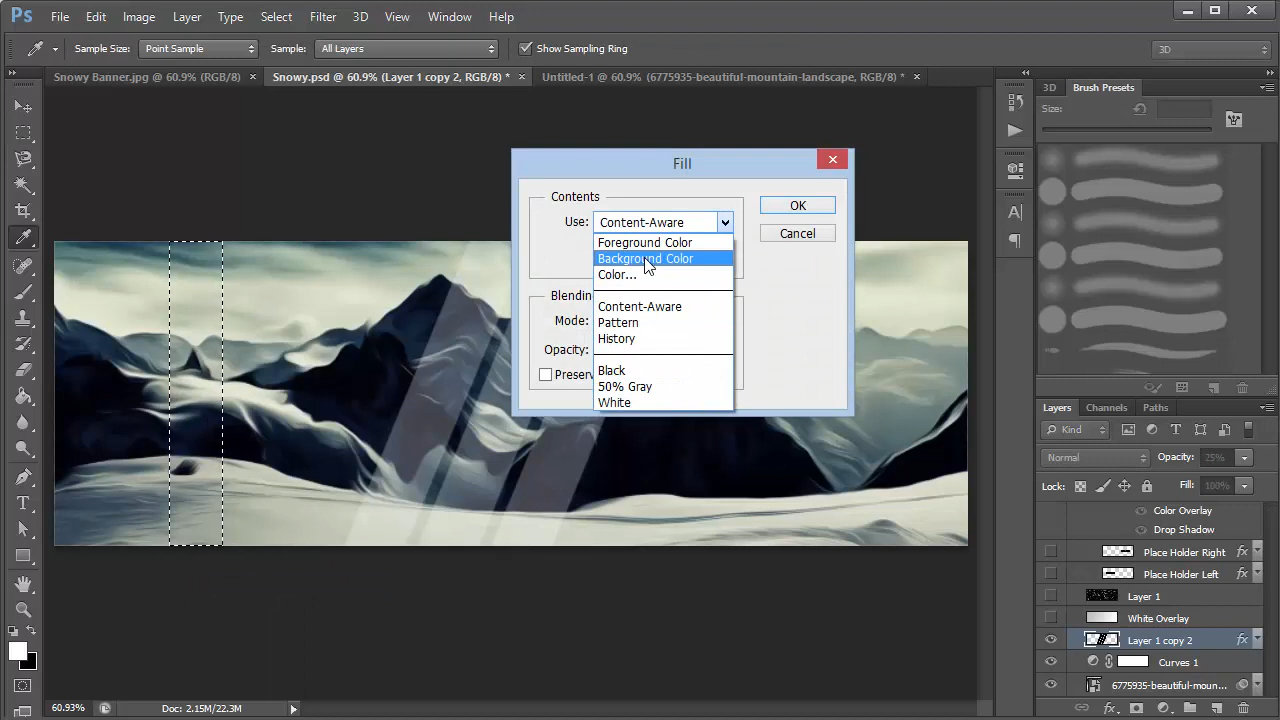 Ps File Edit Image Layer Type Select Filter 3D View Window Help
Sample Size: Point Sample Sample: All Layers Show Sampling Ring 3D
Snowy Banner.jpg @ 60.9% (RGB/8) Snowy.psd @ 60.9% (Layer 1 copy 2, RGB/8) * Untitled-1 @ 60.9% (6775935-beautiful-mountain-landscape, RGB/8) *
3D Brush Presets
Size:
Fill
Contents
Use: Content-Aware
OK
Cancel
Foreground Color
Background Color
Color...
Content-Aware
Pattern
History
Black
50% Gray
White
Blendin
Mode:
Opacity:
Preserv
Layers Channels Paths
Kind
Normal Opacity: 25%
Lock: Fill: 100%
Color Overlay
Drop Shadow
Place Holder Right fx
Place Holder Left fx
Layer 1
White Overlay
Layer 1 copy 2 fx
Curves 1
6775935-beautiful-moun...
60.93% Doc: 2.15M/22.3M